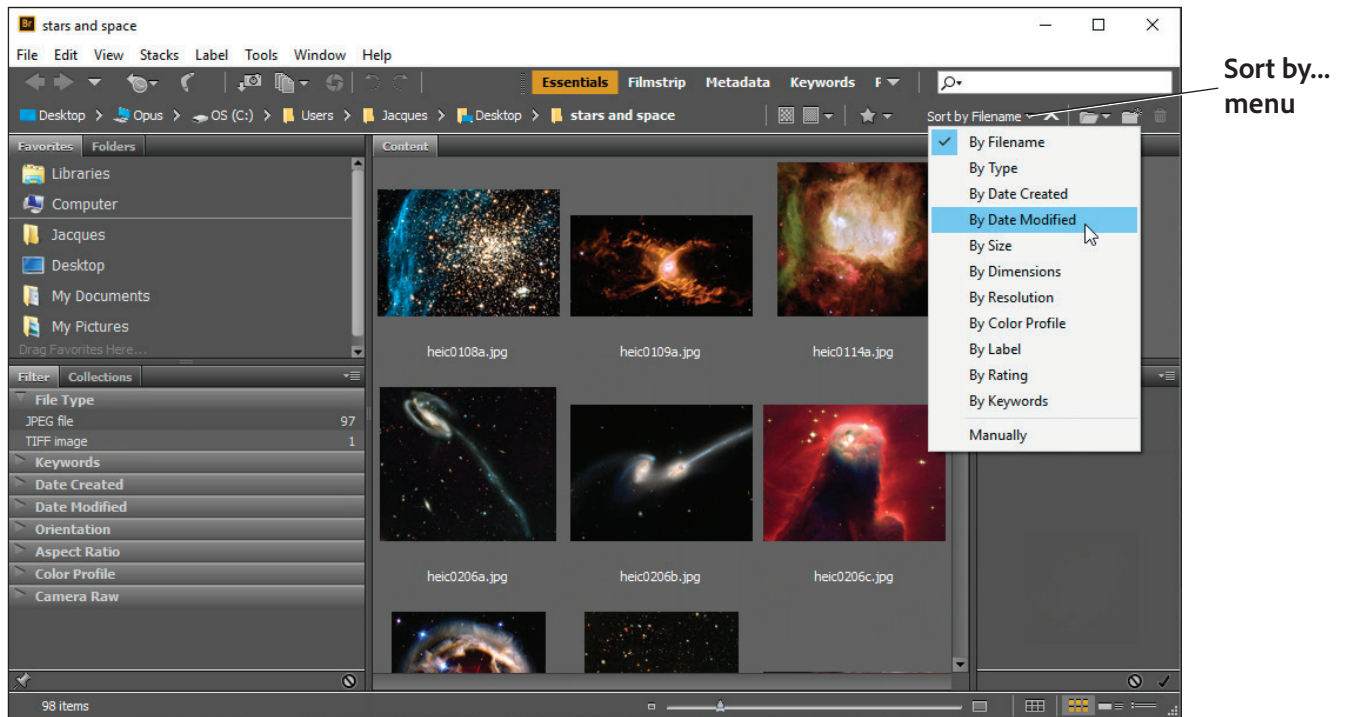 Br stars and space
File Edit View Stacks Label Tools Window Help
Essentials Filmstrip Metadata Keywords F
Desktop > Opus > OS (C:) > Users > Jacques > Desktop > stars and space
Sort by Filename
Sort by...
menu
Favorites Folders
Libraries
Computer
Jacques
Desktop
My Documents
My Pictures
Drag Favorites Here...
Filter Collections
File Type
JPEG file 97
TIFF image 1
Keywords
Date Created
Date Modified
Orientation
Aspect Ratio
Color Profile
Camera Raw
Content
heic0108a.jpg heic0109a.jpg heic0114a.jpg
heic0206a.jpg heic0206b.jpg heic0206c.jpg
By Filename
By Type
By Date Created
By Date Modified
By Size
By Dimensions
By Resolution
By Color Profile
By Label
By Rating
By Keywords
Manually
98 items